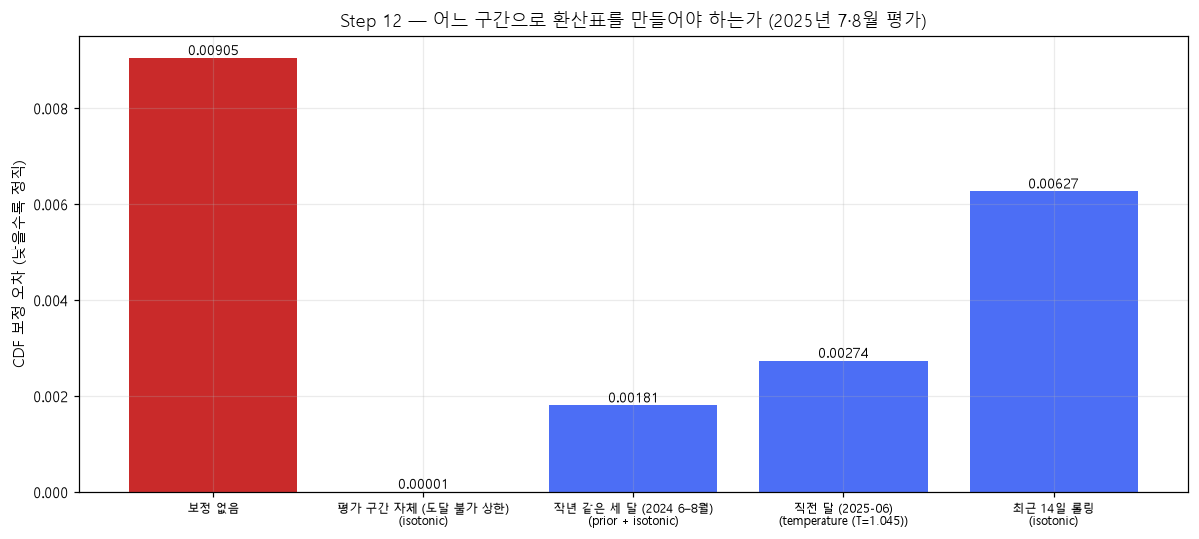 Step 12 — 어느 구간으로 환산표를 만들어야 하는가 (2025년 7·8월 평가)
CDF 보정 오차 (낮을수록 정직)
0.008
0.006
0.004
0.002
0.000
0.00905
0.00001
0.00181
0.00274
0.00627
보정 없음
평가 구간 자체 (도달 불가 상한)
(isotonic)
작년 같은 세 달 (2024 6–8월)
(prior + isotonic)
직전 달 (2025-06)
(temperature (T=1.045))
최근 14일 롤링
(isotonic)